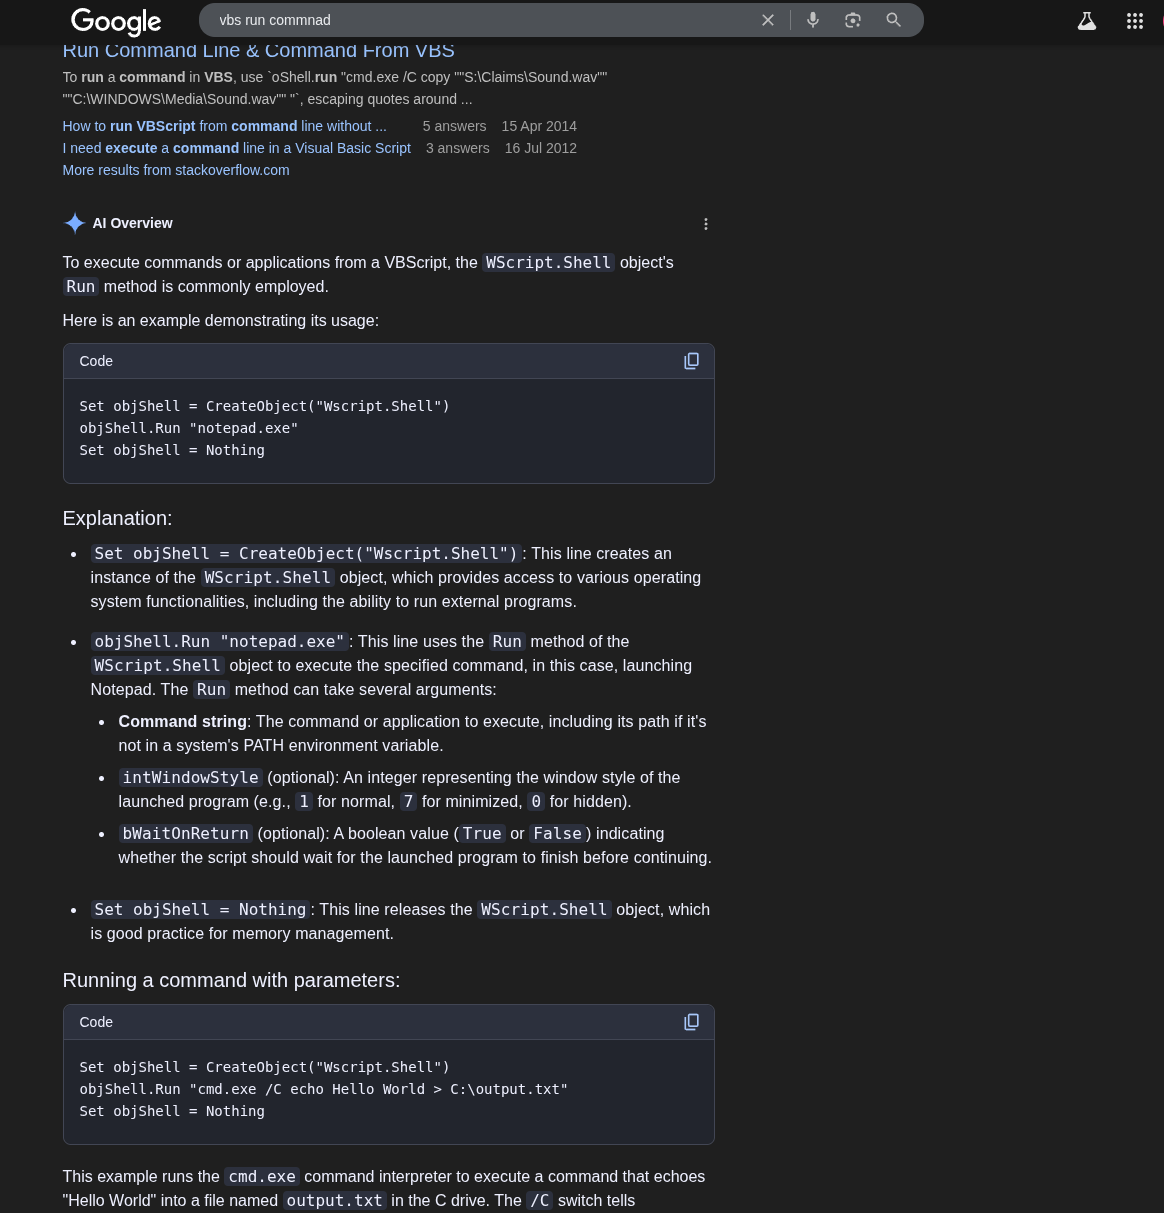 Google
vbs run commnad
Run Command Line & Command From VBS
To run a command in VBS, use `oShell.run "cmd.exe /C copy ""S:\Claims\Sound.wav""
""C:\WINDOWS\Media\Sound.wav"" "`, escaping quotes around ...
How to run VBScript from command line without ... 5 answers 15 Apr 2014
I need execute a command line in a Visual Basic Script 3 answers 16 Jul 2012
More results from stackoverflow.com
AI Overview
To execute commands or applications from a VBScript, the WScript.Shell object's
Run method is commonly employed.
Here is an example demonstrating its usage:
Code
Set objShell = CreateObject("Wscript.Shell")
objShell.Run "notepad.exe"
Set objShell = Nothing
Explanation:
• Set objShell = CreateObject("Wscript.Shell"): This line creates an
instance of the WScript.Shell object, which provides access to various operating
system functionalities, including the ability to run external programs.
• objShell.Run "notepad.exe": This line uses the Run method of the
WScript.Shell object to execute the specified command, in this case, launching
Notepad. The Run method can take several arguments:
• Command string: The command or application to execute, including its path if it's
not in a system's PATH environment variable.
• intWindowStyle (optional): An integer representing the window style of the
launched program (e.g., 1 for normal, 7 for minimized, 0 for hidden).
• bWaitOnReturn (optional): A boolean value (True or False) indicating
whether the script should wait for the launched program to finish before continuing.
• Set objShell = Nothing: This line releases the WScript.Shell object, which
is good practice for memory management.
Running a command with parameters:
Code
Set objShell = CreateObject("Wscript.Shell")
objShell.Run "cmd.exe /C echo Hello World > C:\output.txt"
Set objShell = Nothing
This example runs the cmd.exe command interpreter to execute a command that echoes
"Hello World" into a file named output.txt in the C drive. The /C switch tells